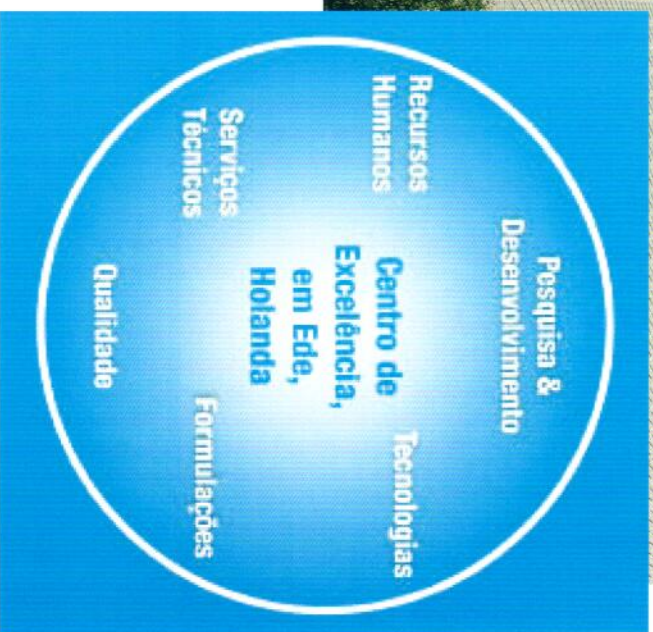 Pesquisa &
Desenvolvimento
Recursos
Humanos
Tecnologias
Centro de
Excelência,
em Ede,
Holanda
Serviços
Técnicos
Formulações
Qualidade